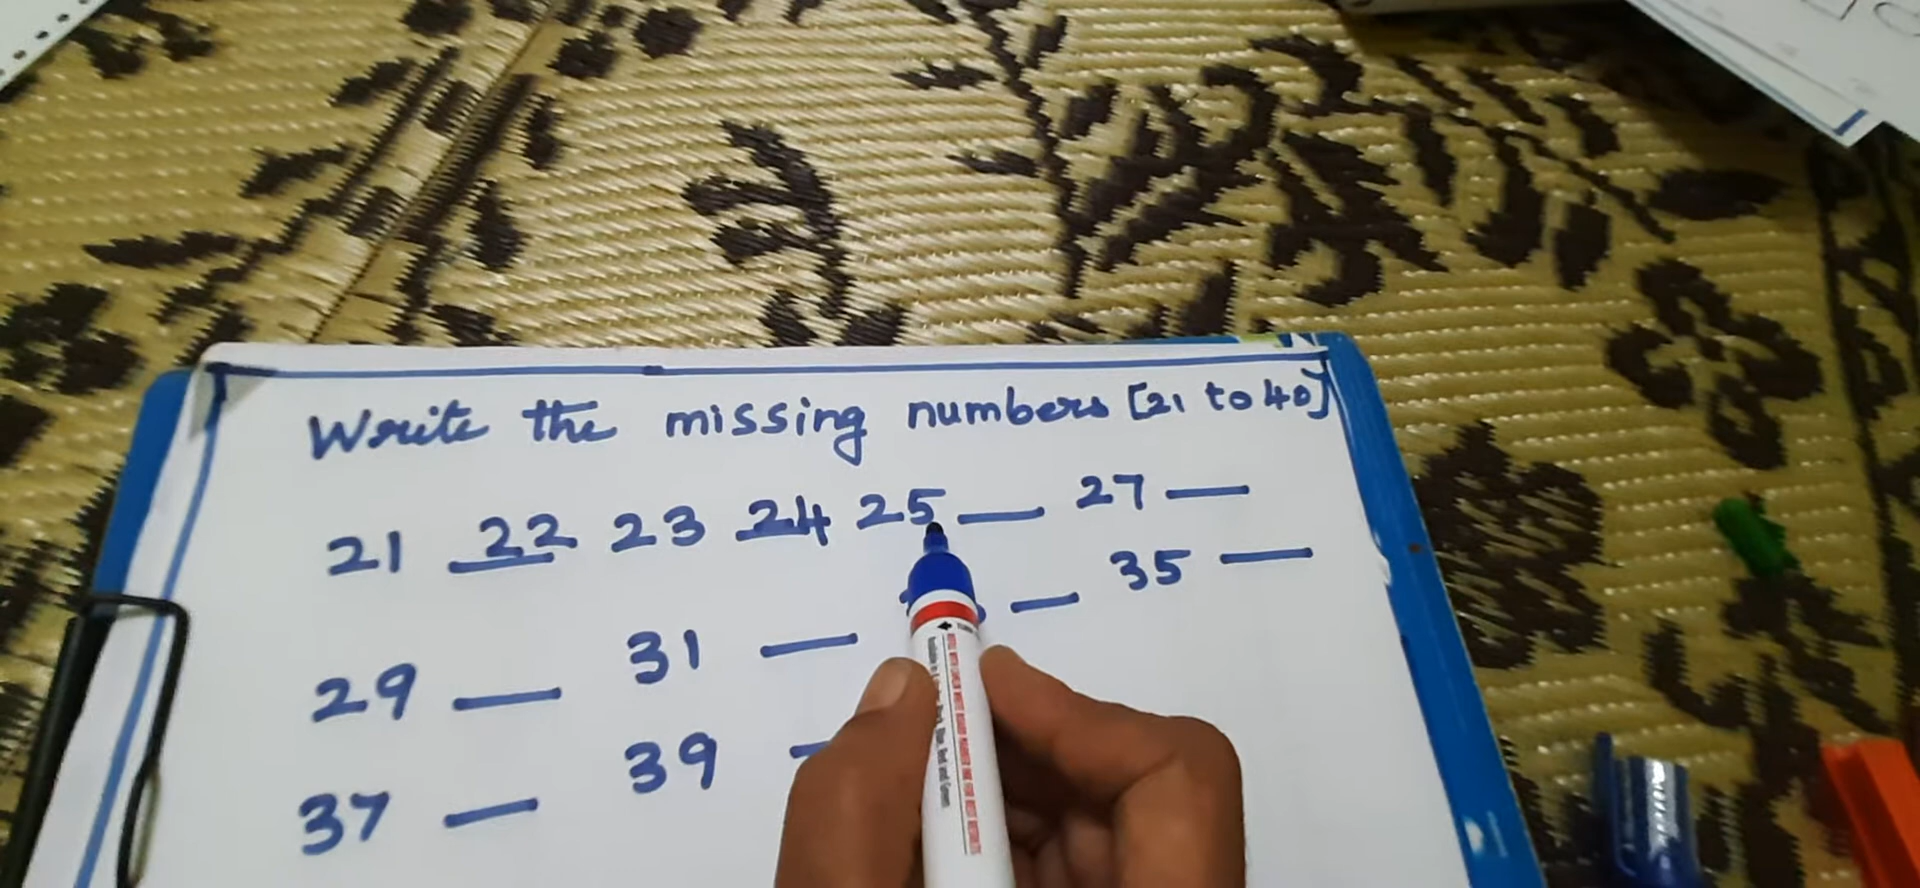 Write the missing numbers [21 to 40]
21 22 23 24 25 __ 27 __
29 __ 31 __ __ 35 __
37 __ 39 __